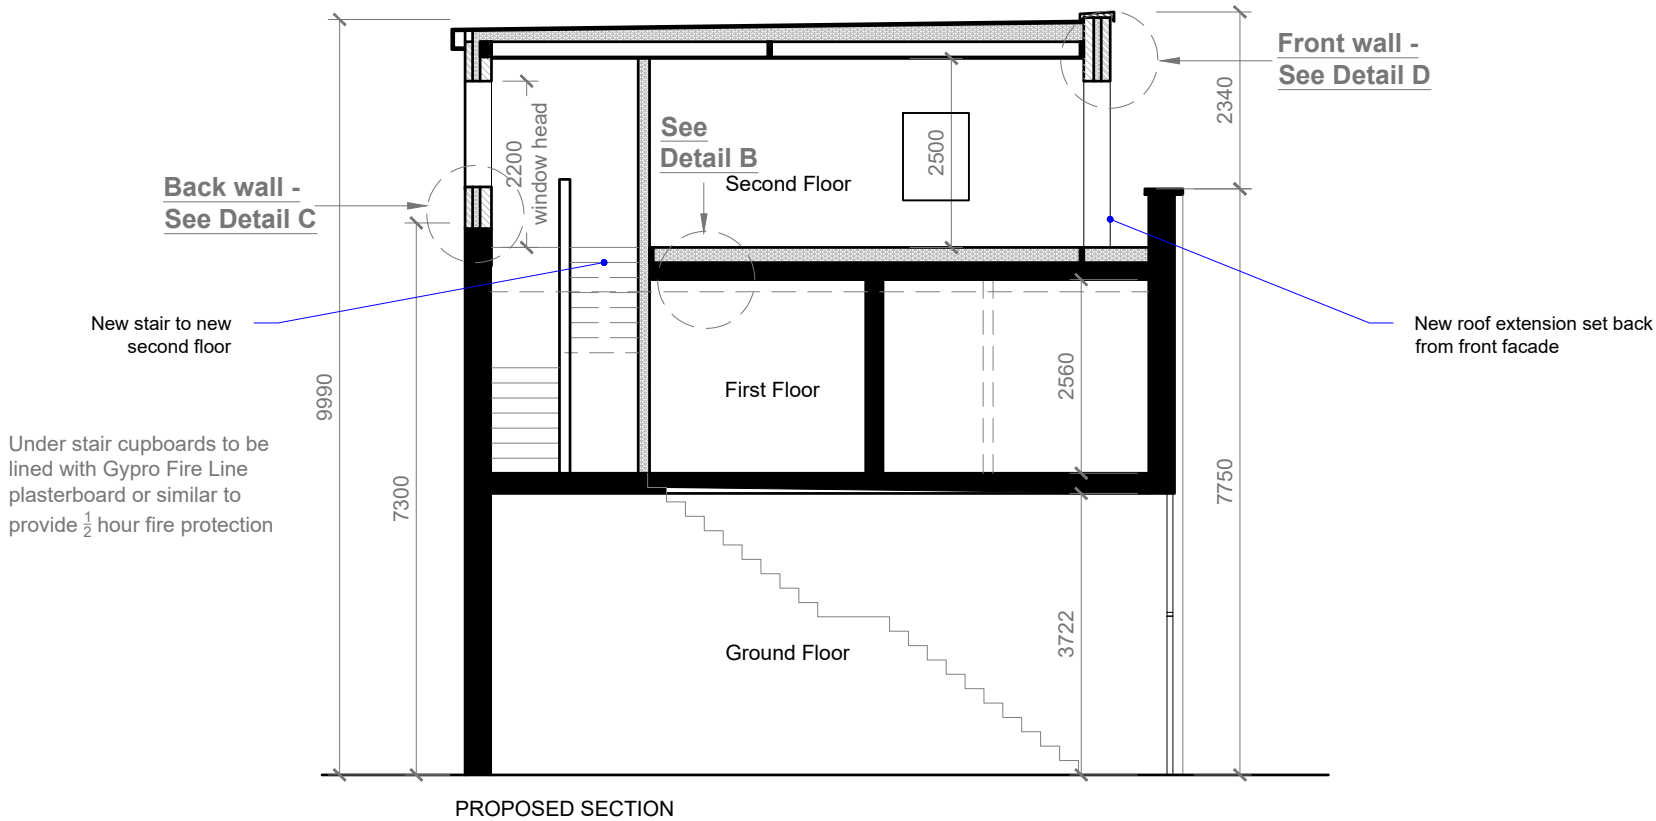 Front wall -
See Detail D
2340
See
Detail B
2500
2200
window head
Second Floor
Back wall -
See Detail C
New stair to new
second floor
New roof extension set back
from front facade
9990
First Floor
2560
Under stair cupboards to be
lined with Gypro Fire Line
plasterboard or similar to
provide 1/2 hour fire protection
7300
7750
3722
Ground Floor
PROPOSED SECTION